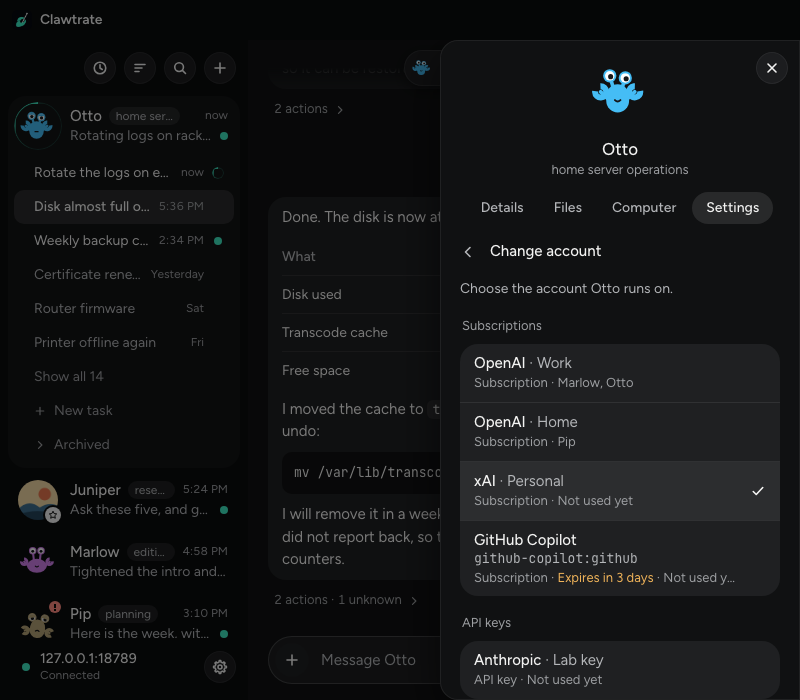 Clawtrate
Otto
home ser...
now
Rotating logs on rack...
Rotate the logs on e...
now
Disk almost full o...
5:36 PM
Weekly backup c...
2:34 PM
Certificate rene...
Yesterday
Router firmware
Sat
Printer offline again
Fri
Show all 14
New task
Archived
Juniper
rese...
5:24 PM
Ask these five, and g...
Marlow
editi...
4:58 PM
Tightened the intro and...
Pip
planning
3:10 PM
Here is the week. wit...
127.0.0.1:18789
Connected
2 actions
Done. The disk is now at
What
Disk used
Transcode cache
Free space
I moved the cache to
undo:
mv /var/lib/transco
I will remove it in a week
did not report back, so t
counters.
2 actions · 1 unknown
Message Otto
Otto
home server operations
Details
Files
Computer
Settings
Change account
Choose the account Otto runs on.
Subscriptions
OpenAI · Work
Subscription · Marlow, Otto
OpenAI · Home
Subscription · Pip
xAI · Personal
Subscription · Not used yet
GitHub Copilot
github-copilot:github
Subscription · Expires in 3 days · Not used y...
API keys
Anthropic · Lab key
API key · Not used yet